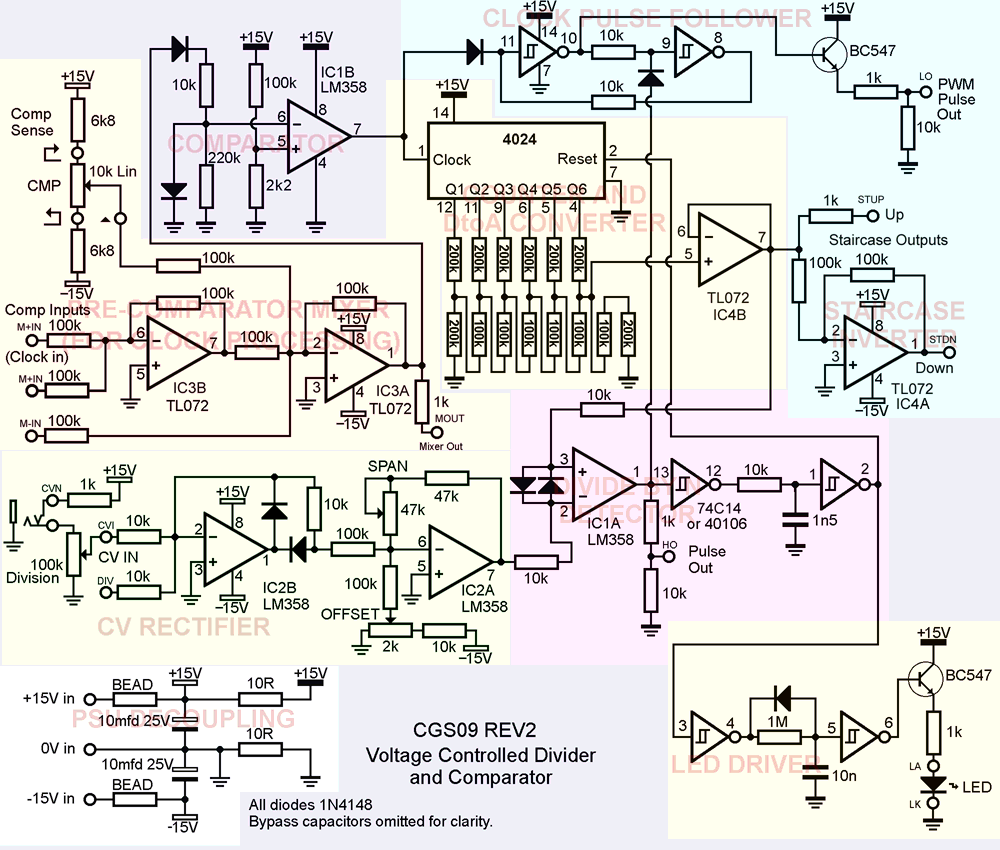 CLOCK PULSE FOLLOWER
+15V
11
14
10
7
10k
9
8
10k
+15V
BC547
1k
LO
PWM
Pulse
Out
10k
+15V
+15V
10k
100k
IC1B
LM358
COMPARATOR
6
8
5
7
4
220k
2k2
+15V
Comp
Sense
6k8
10k Lin
CMP
6k8
−15V
100k
+15V
14
4024
1
Clock
Reset
2
7
Q1
Q2
Q3
Q4
Q5
Q6
12
11
9
6
5
4
COUNTER AND
DtoA CONVERTER
200k
200k
200k
200k
200k
200k
200k
100k
100k
100k
100k
100k
100k
200k
6
5
7
TL072
IC4B
1k
STUP
Up
Staircase Outputs
100k
100k
STAIRCASE
INVERTER
+15V
8
2
3
1
4
−15V
STDN
Down
TL072
IC4A
PRE-COMPARATOR MIXER
(FOR CLOCK PROCESSING)
Comp Inputs
M+IN
100k
(Clock in)
M+IN
100k
M-IN
100k
100k
6
5
7
IC3B
TL072
100k
100k
+15V
2
8
3
1
4
IC3A
TL072
−15V
1k
MOUT
Mixer Out
10k
DIVIDE SYNC
DETECTOR
3
2
1
IC1A
LM358
13
12
74C14
or 40106
10k
1n5
1
2
1k
HO
Pulse
Out
10k
10k
CVN
1k
+15V
CVI
10k
CV IN
100k
Division
DIV
10k
CV RECTIFIER
+15V
2
8
3
1
4
−15V
IC2B
LM358
10k
100k
SPAN
47k
47k
100k
OFFSET
2k
10k
−15V
6
5
7
IC2A
LM358
LED DRIVER
3
4
1M
10n
5
6
+15V
BC547
1k
LA
LED
LK
PSU DECOUPLING
+15V in
BEAD
+15V
10R
+15V
10mfd 25V
0V in
10R
10mfd 25V
-15V in
BEAD
-15V
CGS09 REV2
Voltage Controlled Divider
and Comparator
All diodes 1N4148
Bypass capacitors omitted for clarity.